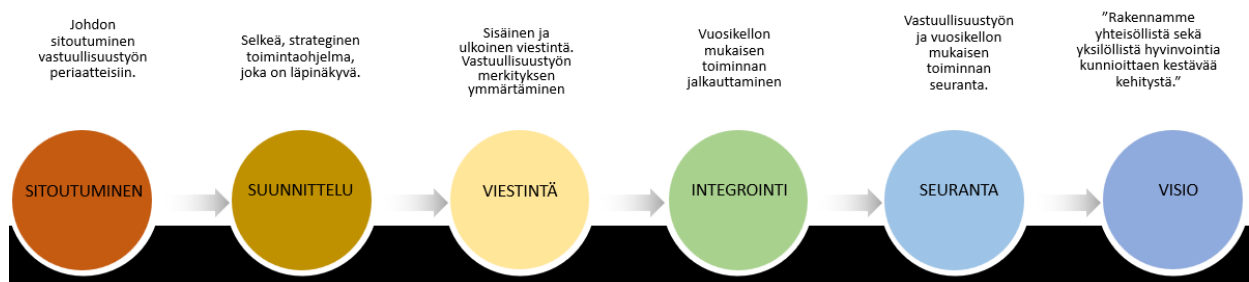 Johdon
sitoutuminen
vastuullisuustyön
periaatteisiin.
Selkeä, strateginen
toimintaohjelma,
joka on läpinäkyvä.
Sisäinen ja
ulkoinen viestintä.
Vastuullisuustyön
merkityksen
ymmärtäminen
Vuosikellon
mukaisen
toiminnan
jalkauttaminen
Vastuullisuustyön
ja vuosikellon
mukaisen
toiminnan
seuranta.
”Rakennamme
yhteisöllistä sekä
yksilöllistä hyvinvointia
kunnioittaen kestävää
kehitystä.”
SITOUTUMINEN
SUUNNITTELU
VIESTINTÄ
INTEGROINTI
SEURANTA
VISIO